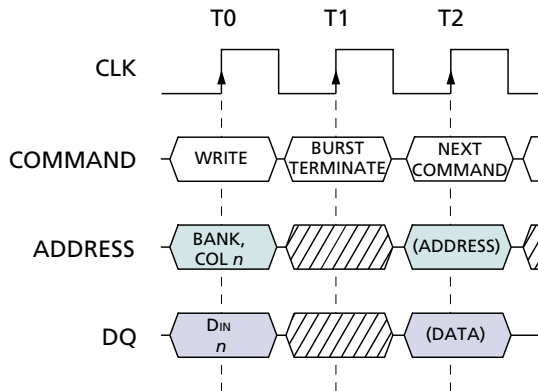 T0 T1 T2
CLK
COMMAND WRITE BURST TERMINATE NEXT COMMAND
ADDRESS BANK, COL n (ADDRESS)
DQ DIN n (DATA)